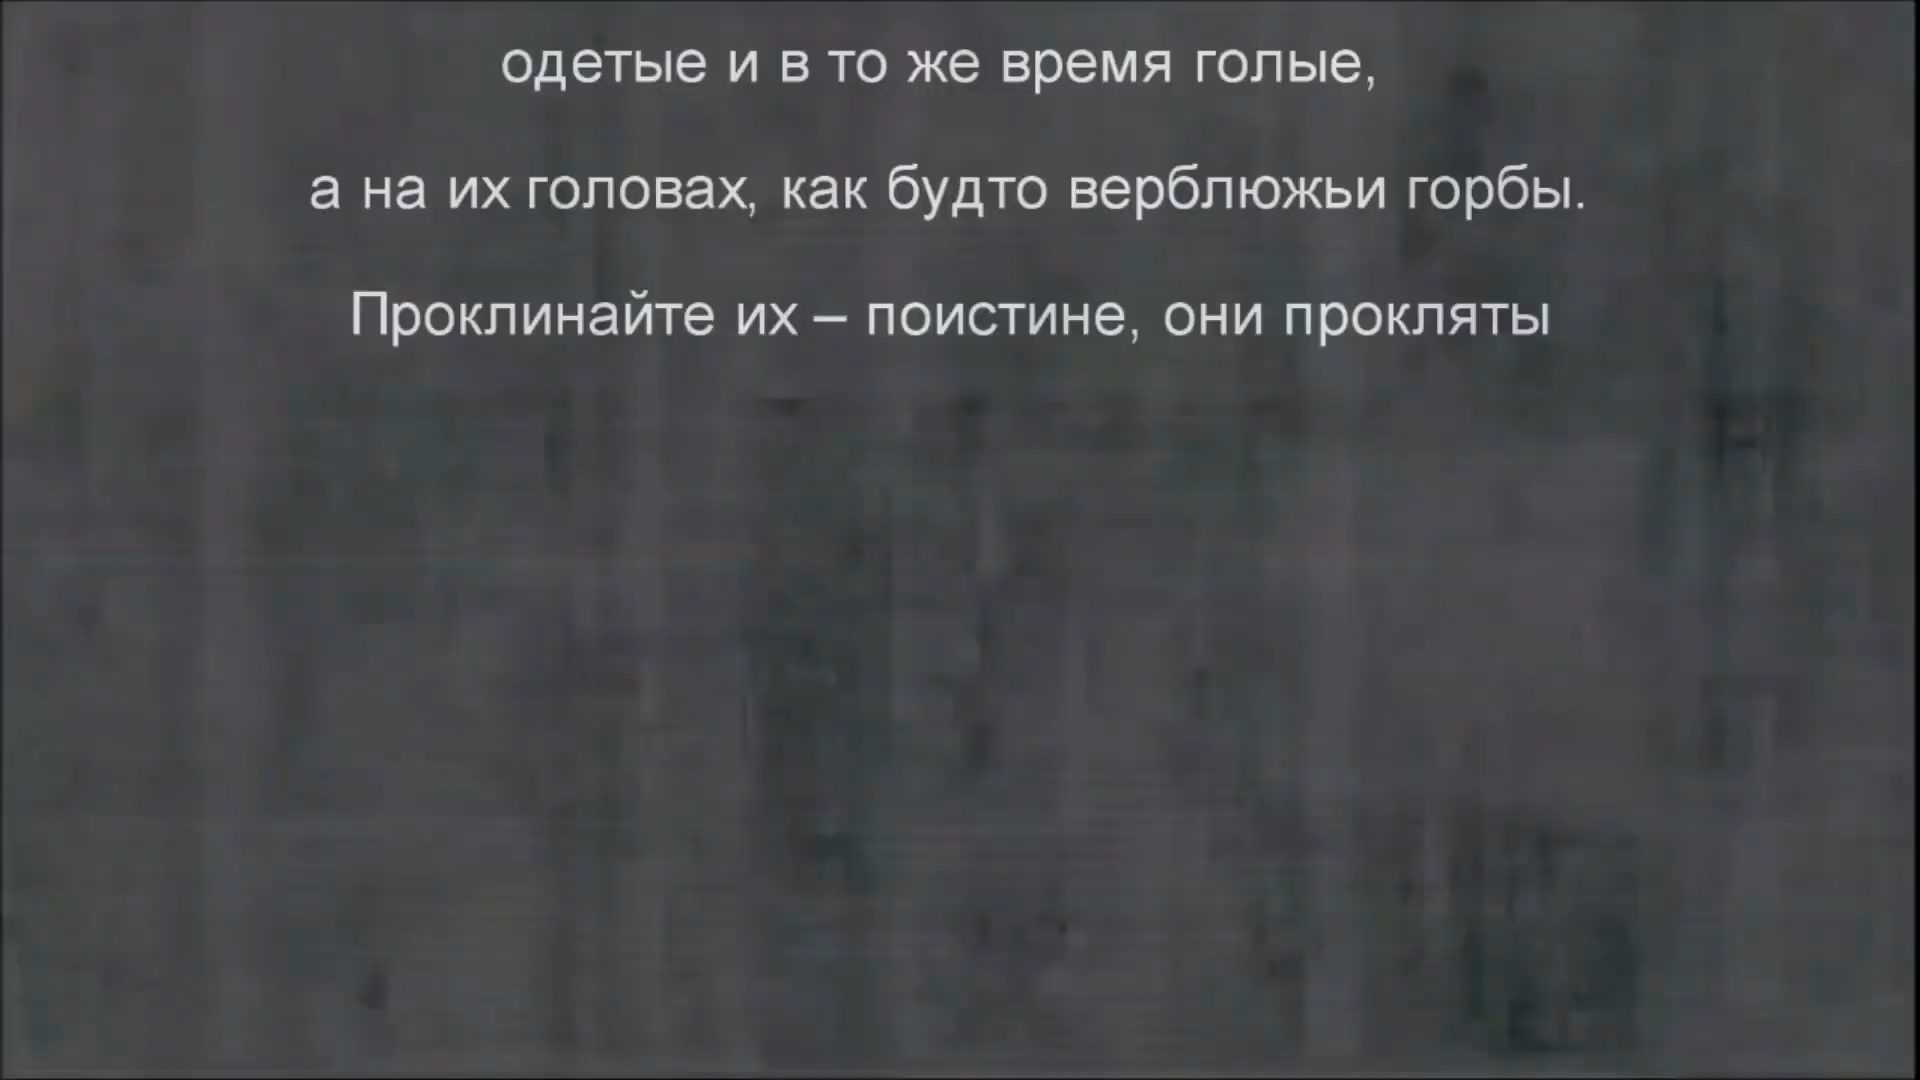 одетые и в то же время голые,
а на их головах, как будто верблюжьи горбы.
Проклинайте их – поистине, они прокляты